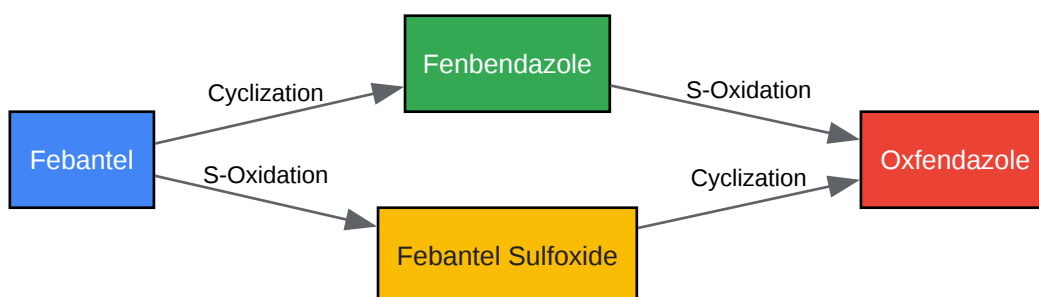 Fenbendazole
Cyclization
S-Oxidation
Febantel
Oxfendazole
S-Oxidation
Cyclization
Febantel Sulfoxide